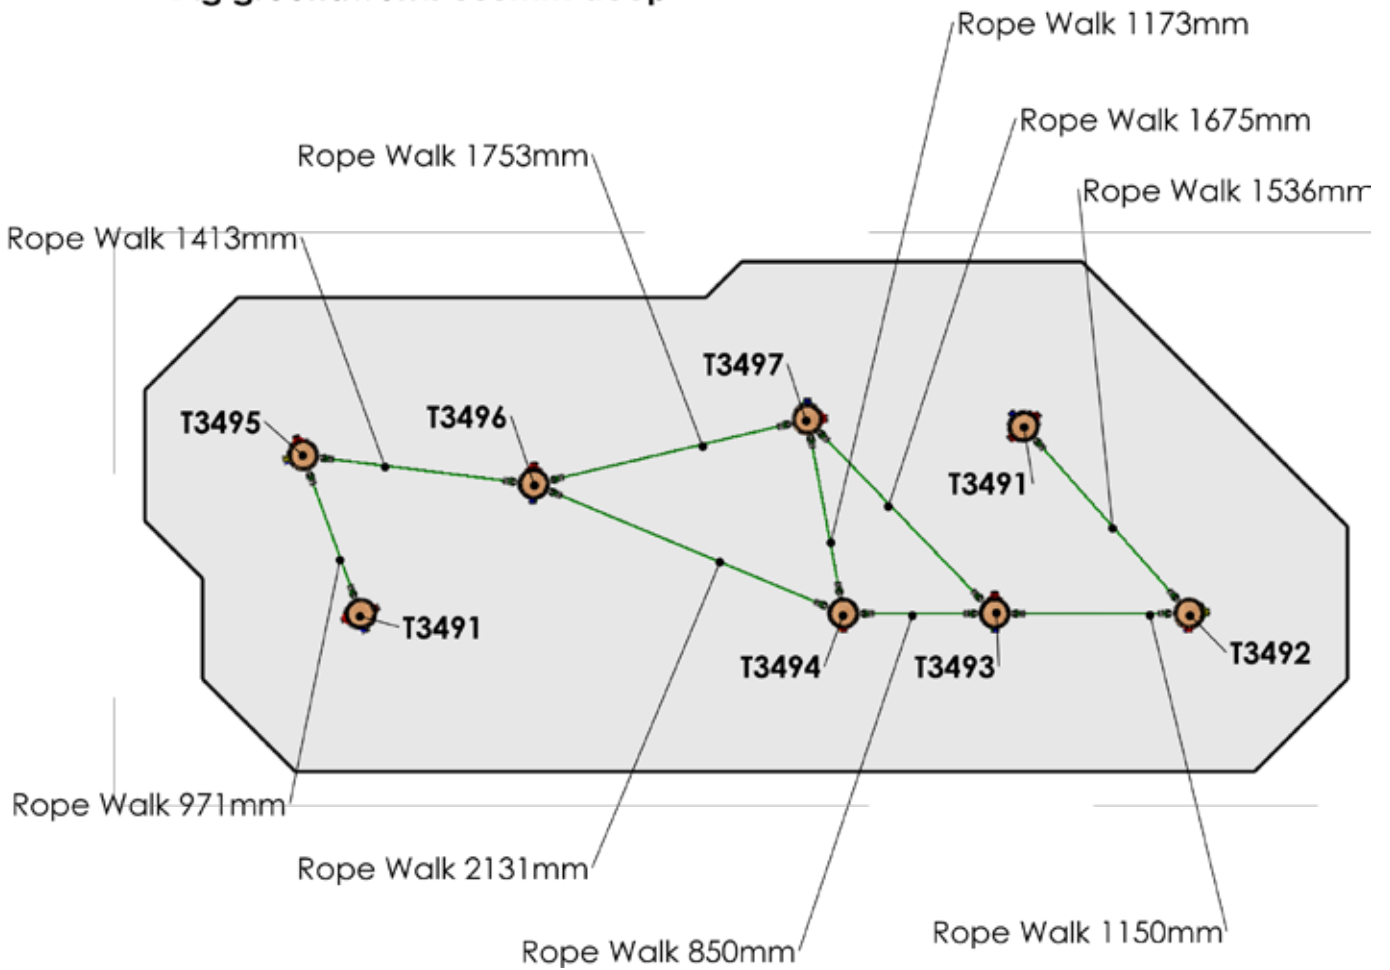 Rope Walk 1173mm
Rope Walk 1675mm
Rope Walk 1753mm
Rope Walk 1536mm
Rope Walk 1413mm
T3497
T3495
T3496
T3491
T3491
T3494
T3493
T3492
Rope Walk 971mm
Rope Walk 2131mm
Rope Walk 850mm
Rope Walk 1150mm